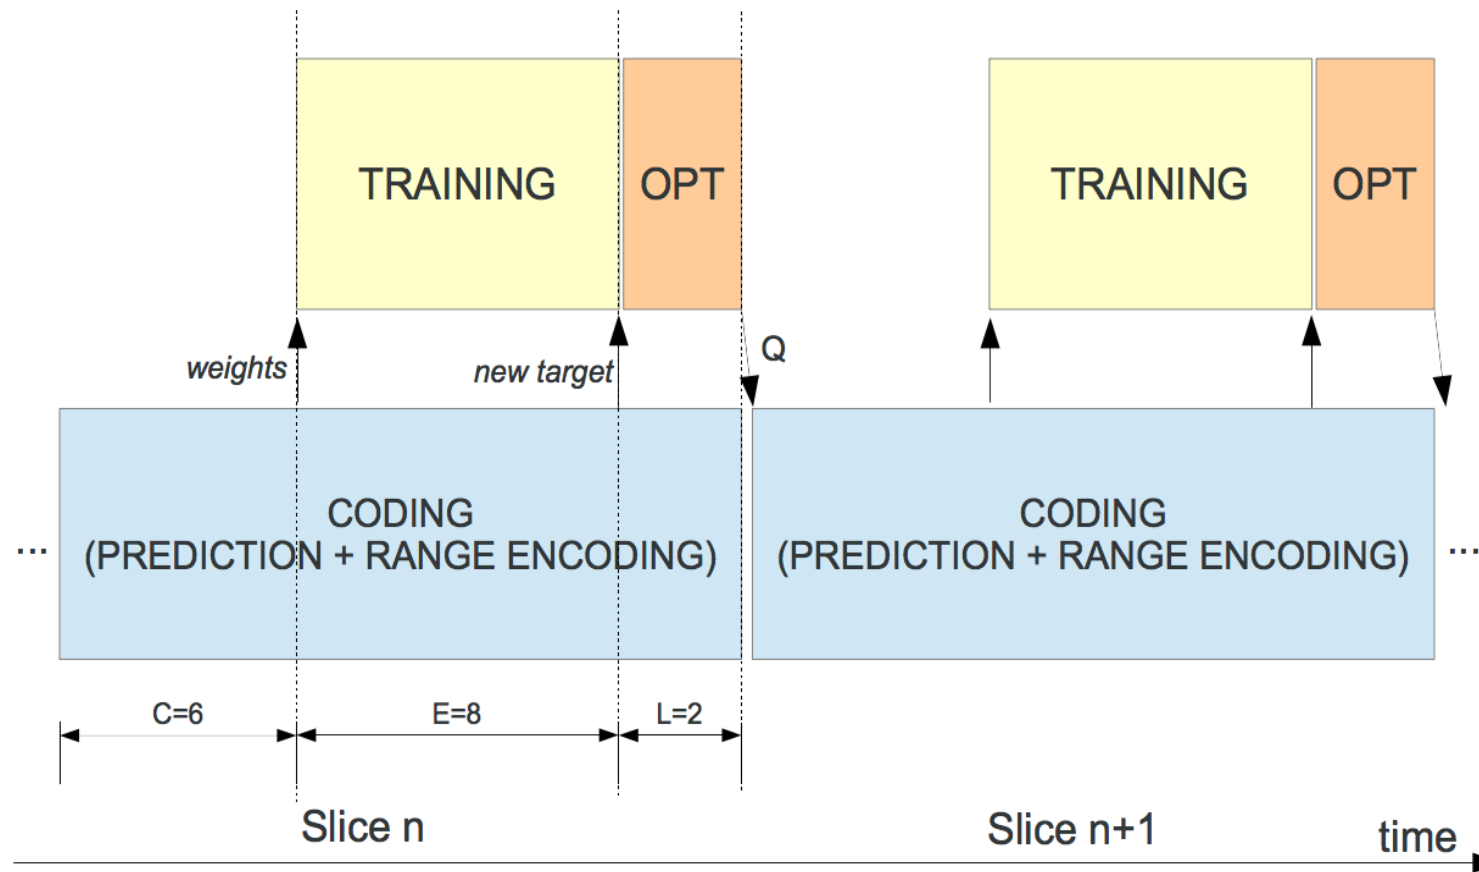 TRAINING
OPT
TRAINING
OPT
weights
new target
Q
CODING
(PREDICTION + RANGE ENCODING)
CODING
(PREDICTION + RANGE ENCODING)
...
...
C=6
E=8
L=2
Slice n
Slice n+1
time